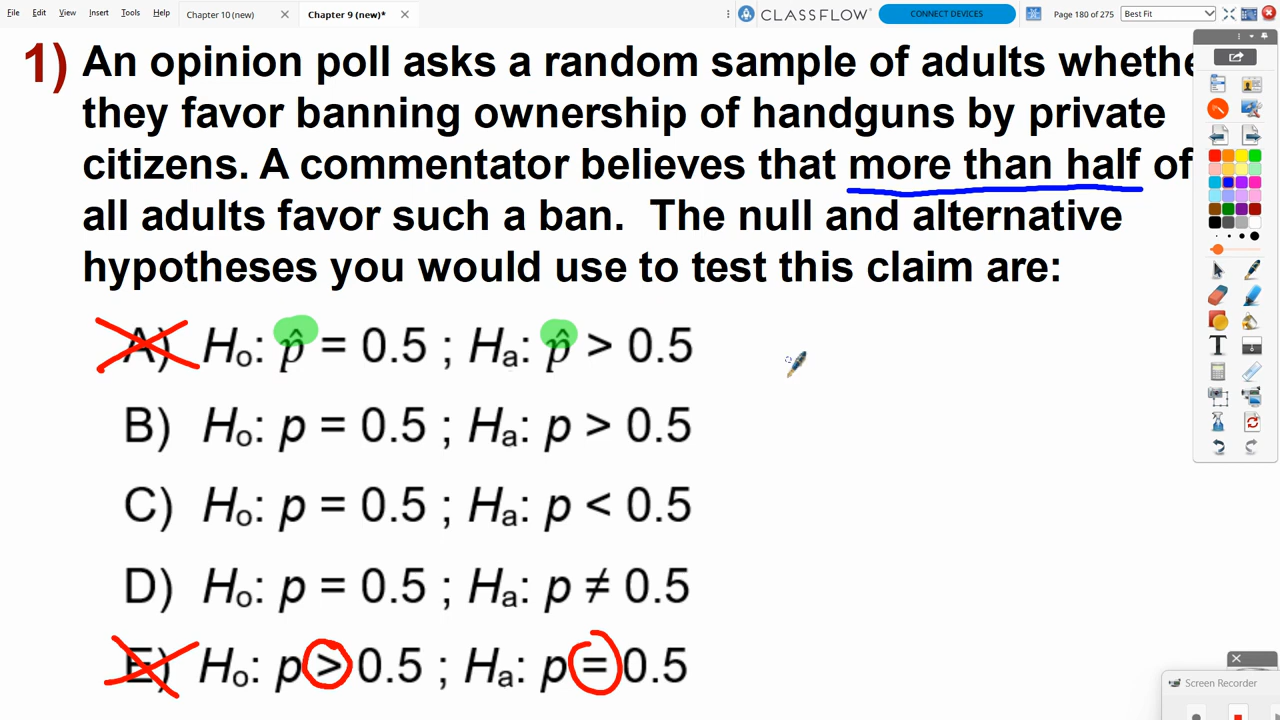 Chapter10 (new)
Chapter 9 (new)*
CLASSFLOW
CONNECT DEVICES
Page 180 of 275
Best Fit
File Edit View Insert Tools Help
1) An opinion poll asks a random sample of adults whethe
they favor banning ownership of handguns by private
citizens. A commentator believes that more than half of
all adults favor such a ban. The null and alternative
hypotheses you would use to test this claim are:
A) Ho: p̂ = 0.5 ; Ha: p̂ > 0.5
B) Ho: p = 0.5 ; Ha: p > 0.5
C) Ho: p = 0.5 ; Ha: p < 0.5
D) Ho: p = 0.5 ; Ha: p ≠ 0.5
E) Ho: p > 0.5 ; Ha: p = 0.5
Screen Recorder